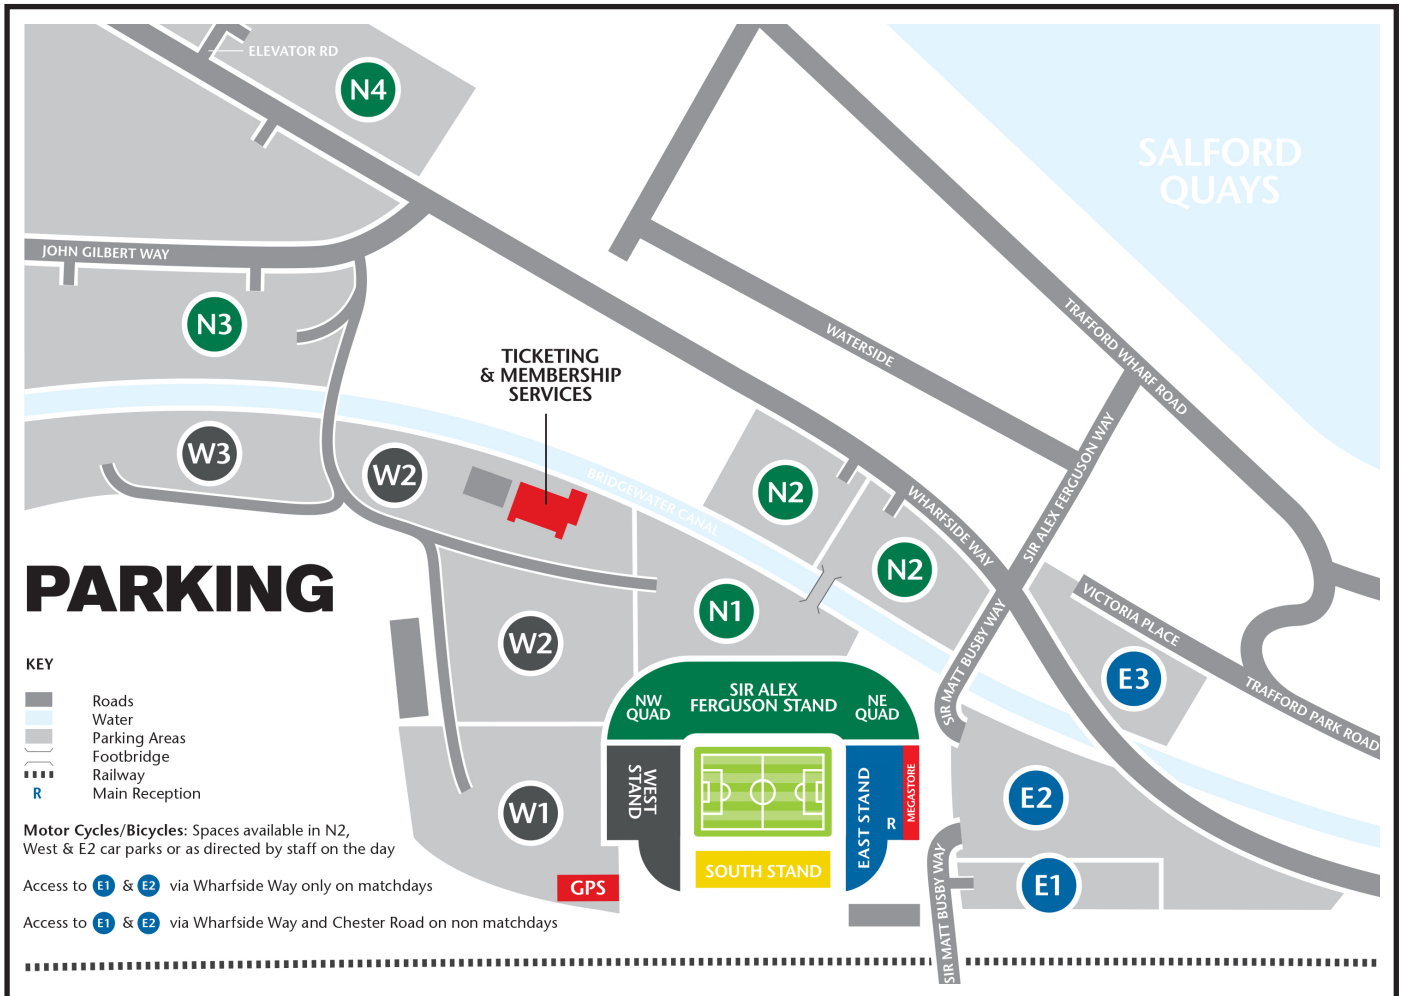 ELEVATOR RD
N4
SALFORD
QUAYS
JOHN GILBERT WAY
N3
TRAFFORD WHARF ROAD
WATERSIDE
TICKETING
& MEMBERSHIP
SERVICES
W3
W2
BRIDGEWATER CANAL
N2
WHARFSIDE WAY
SIR ALEX FERGUSON WAY
N2
PARKING
N1
W2
VICTORIA PLACE
SIR MATT BUSBY WAY
E3
TRAFFORD PARK ROAD
KEY
Roads
Water
Parking Areas
Footbridge
Railway
R
Main Reception
NW
QUAD
SIR ALEX
FERGUSON STAND
NE
QUAD
WEST
STAND
EAST STAND
R
MEGASTORE
W1
E2
SOUTH STAND
GPS
E1
SIR MATT BUSBY WAY
Motor Cycles/Bicycles: Spaces available in N2,
West & E2 car parks or as directed by staff on the day
Access to E1 & E2 via Wharfside Way only on matchdays
Access to E1 & E2 via Wharfside Way and Chester Road on non matchdays